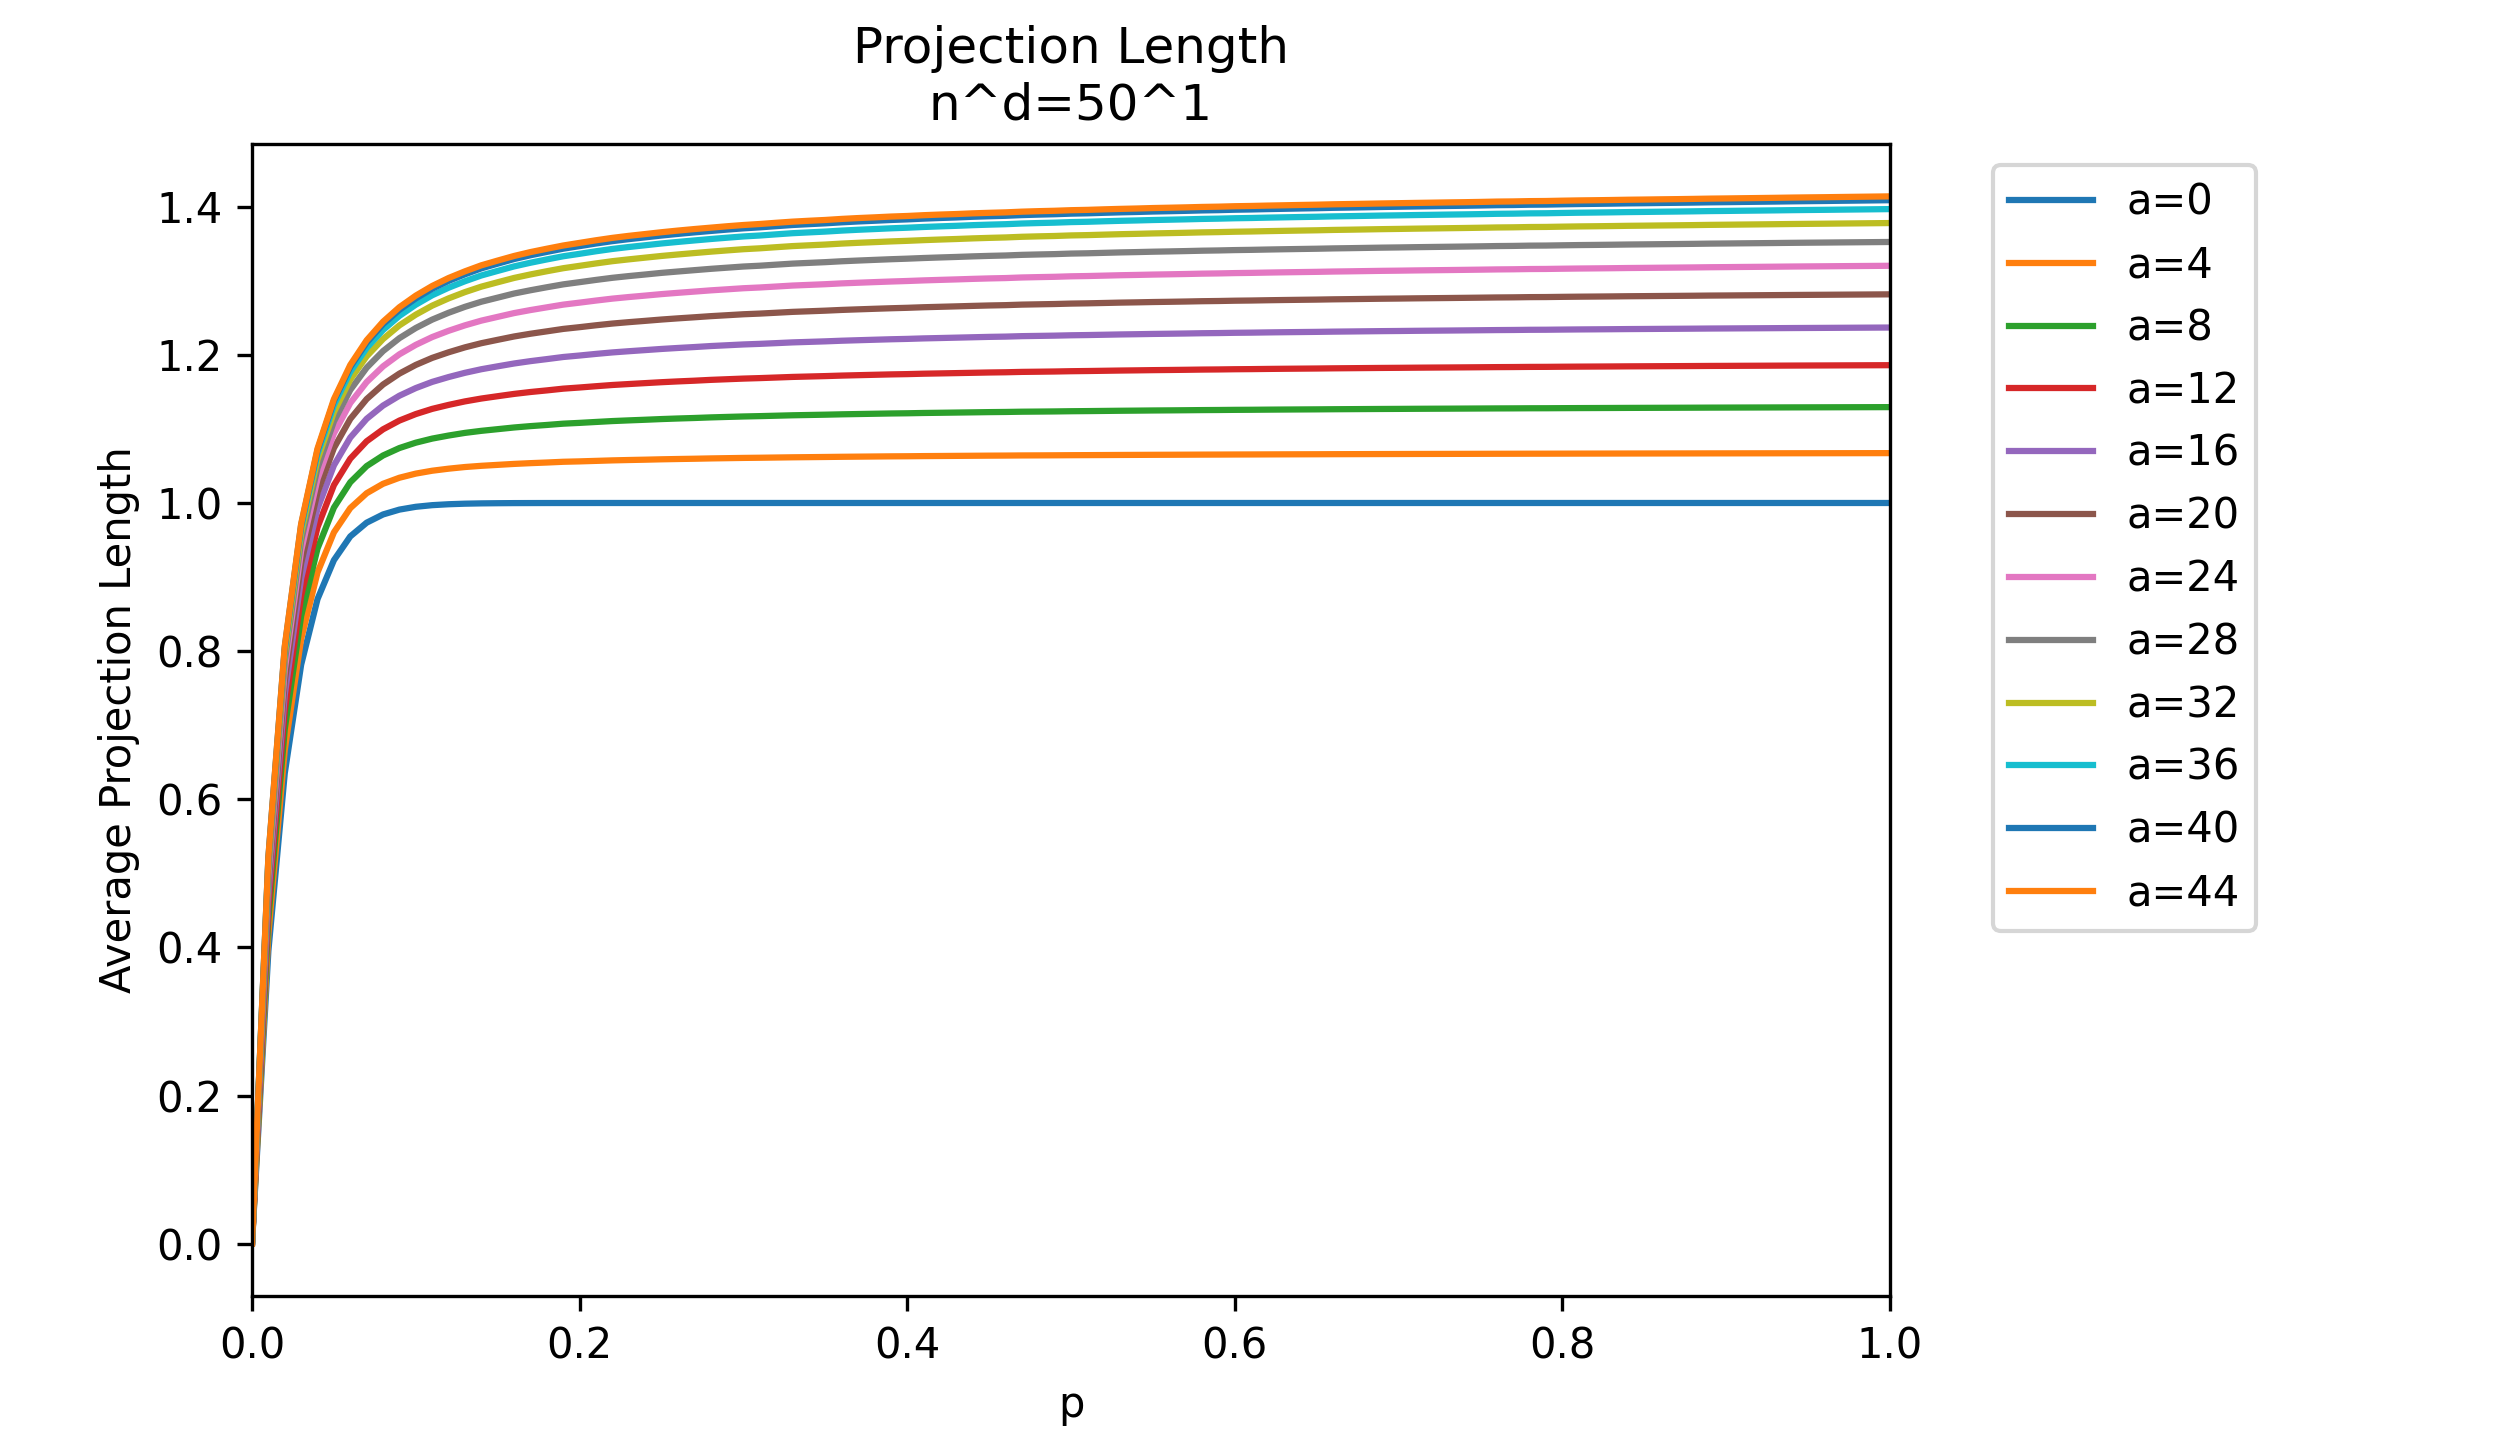 Projection Length
n^d=50^1
Average Projection Length
1.4
1.2
1.0
0.8
0.6
0.4
0.2
0.0
0.0 0.2 0.4 0.6 0.8 1.0
p
a=0
a=4
a=8
a=12
a=16
a=20
a=24
a=28
a=32
a=36
a=40
a=44